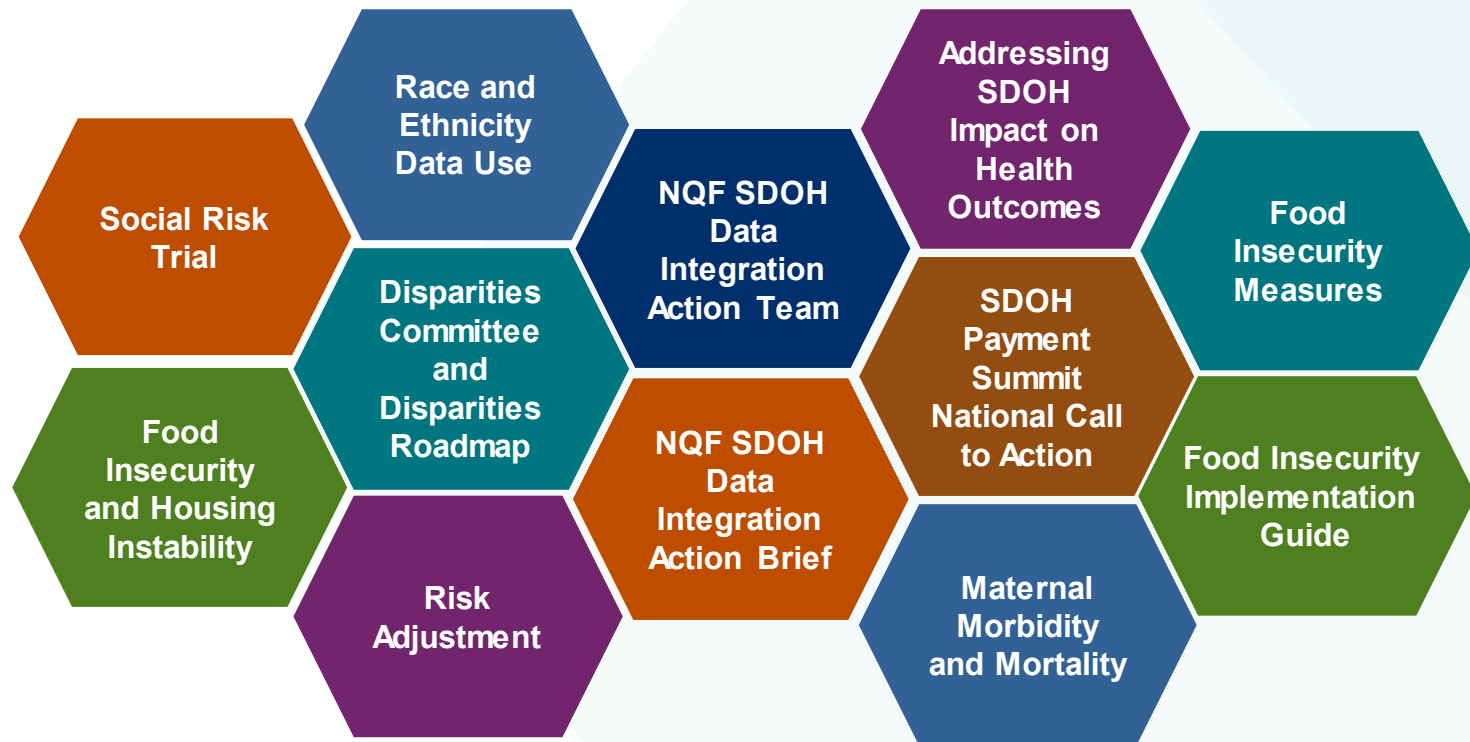 Race and
Ethnicity
Data Use
Addressing
SDOH
Impact on
Health
Outcomes
Social Risk
Trial
NQF SDOH
Data
Integration
Action Team
Food
Insecurity
Measures
Disparities
Committee
and
Disparities
Roadmap
SDOH
Payment
Summit
National Call
to Action
Food
Insecurity
and Housing
Instability
NQF SDOH
Data
Integration
Action Brief
Food Insecurity
Implementation
Guide
Risk
Adjustment
Maternal
Morbidity
and Mortality